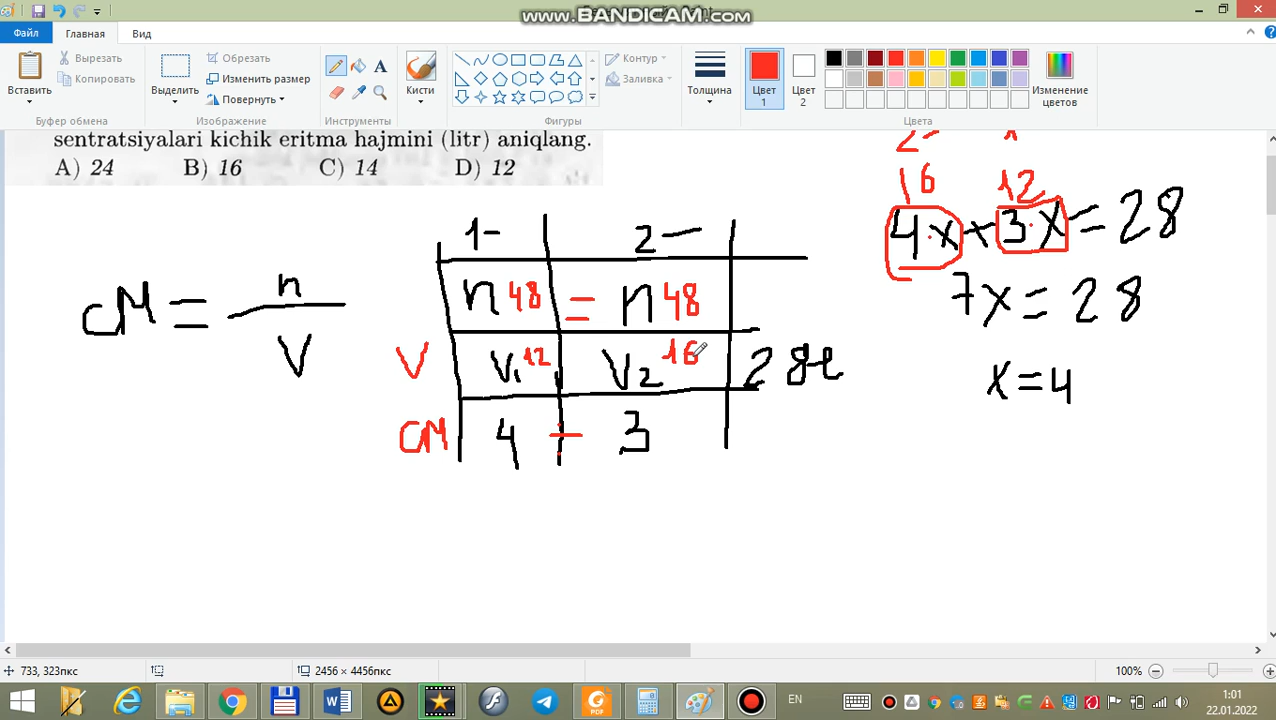 www.BANDICAM.com
Файл
Главная
Вид
Вставить
Вырезать
Копировать
Буфер обмена
Выделить
Обрезать
Изменить размер
Повернуть
Изображение
Инструменты
Кисти
Контур
Заливка
Фигуры
Толщина
Цвет 1
Цвет 2
Цвета
Изменение цветов
sentratsiyalari kichik eritma hajmini (litr) aniqlang.
A) 24 B) 16 C) 14 D) 12
CM = n / V
1- 2-
n 48 = n 48
V V1 12 V2 16 28 l
CM 4 ÷ 3
16 12
4·x + 3·x = 28
7x = 28
x = 4
733, 323пкс
2456 × 4456пкс
100%
EN
1:01
22.01.2022